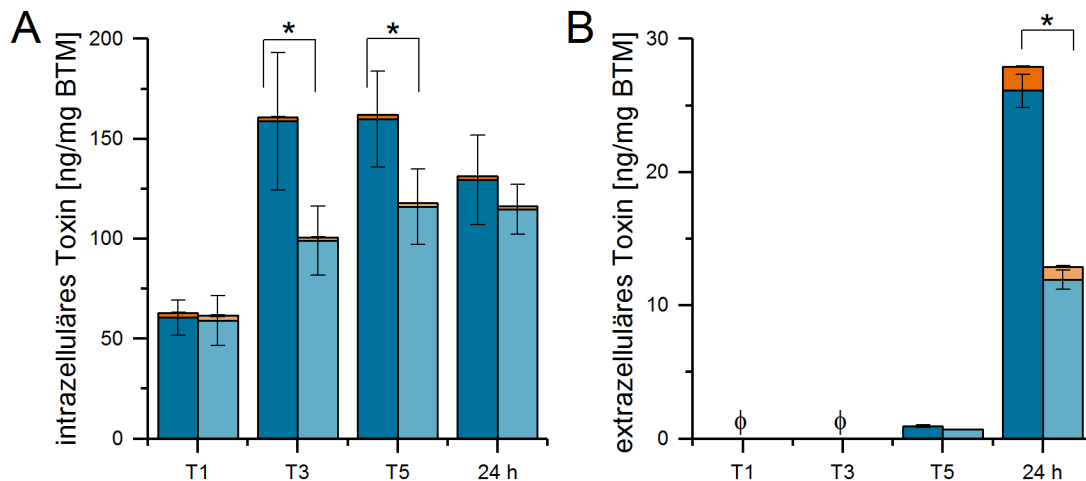 A
intrazelluläres Toxin [ng/mg BTM]
200
150
100
50
0
*
*
T1
T3
T5
24 h
B
extrazelluläres Toxin [ng/mg BTM]
30
20
10
0
ϕ
ϕ
*
T1
T3
T5
24 h